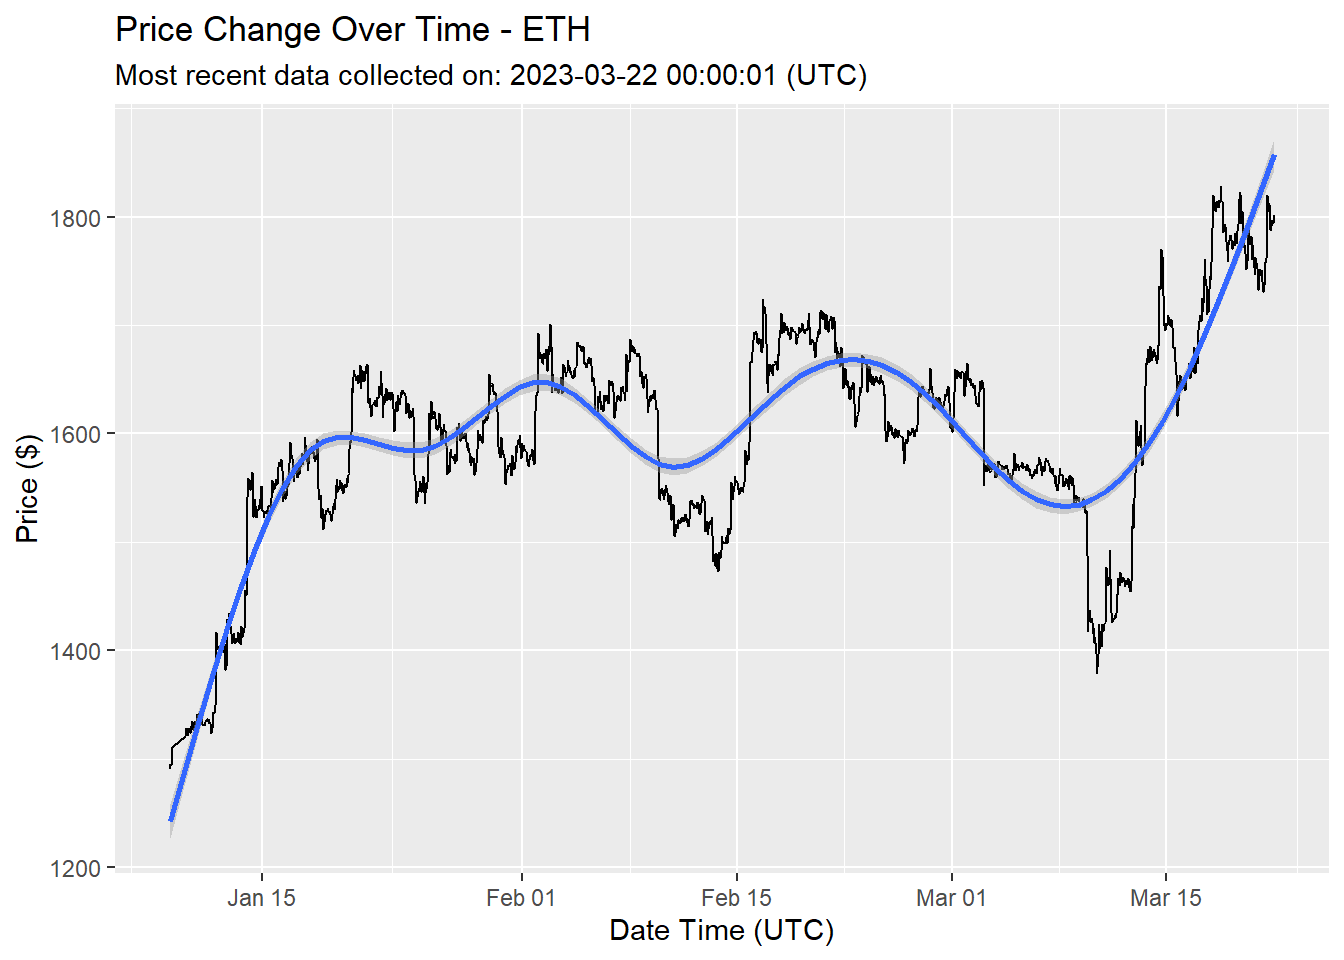 Price Change Over Time - ETH
Most recent data collected on: 2023-03-22 00:00:01 (UTC)
Price ($)
1800
1600
1400
1200
Jan 15
Feb 01
Feb 15
Mar 01
Mar 15
Date Time (UTC)